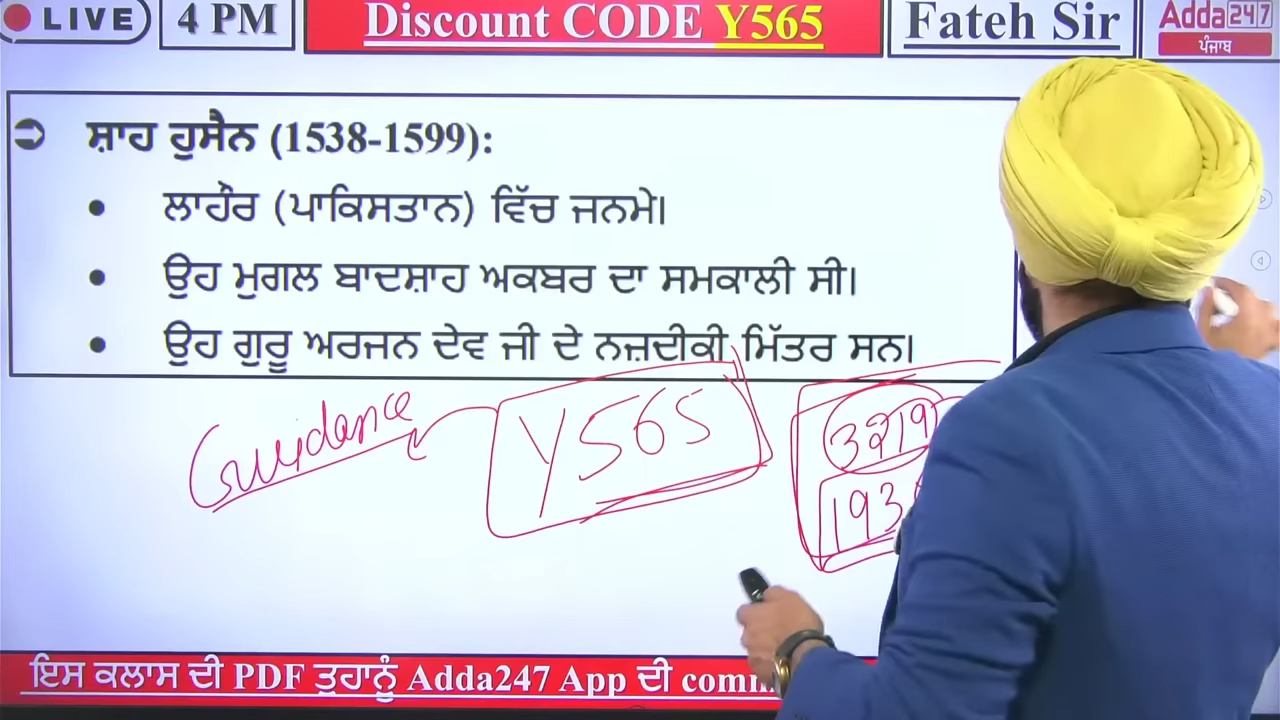 LIVE
4 PM
Discount CODE Y565
Fateh Sir
Adda247
ਪੰਜਾਬ
ਸ਼ਾਹ ਹੁਸੈਨ (1538-1599):
• ਲਾਹੌਰ (ਪਾਕਿਸਤਾਨ) ਵਿੱਚ ਜਨਮੇ।
• ਉਹ ਮੁਗਲ ਬਾਦਸ਼ਾਹ ਅਕਬਰ ਦਾ ਸਮਕਾਲੀ ਸੀ।
• ਉਹ ਗੁਰੂ ਅਰਜਨ ਦੇਵ ਜੀ ਦੇ ਨਜ਼ਦੀਕੀ ਮਿੱਤਰ ਸਨ।
Guidance
Y565
193
ਇਸ ਕਲਾਸ ਦੀ PDF ਤੁਹਾਨੂੰ Adda247 App ਦੀ